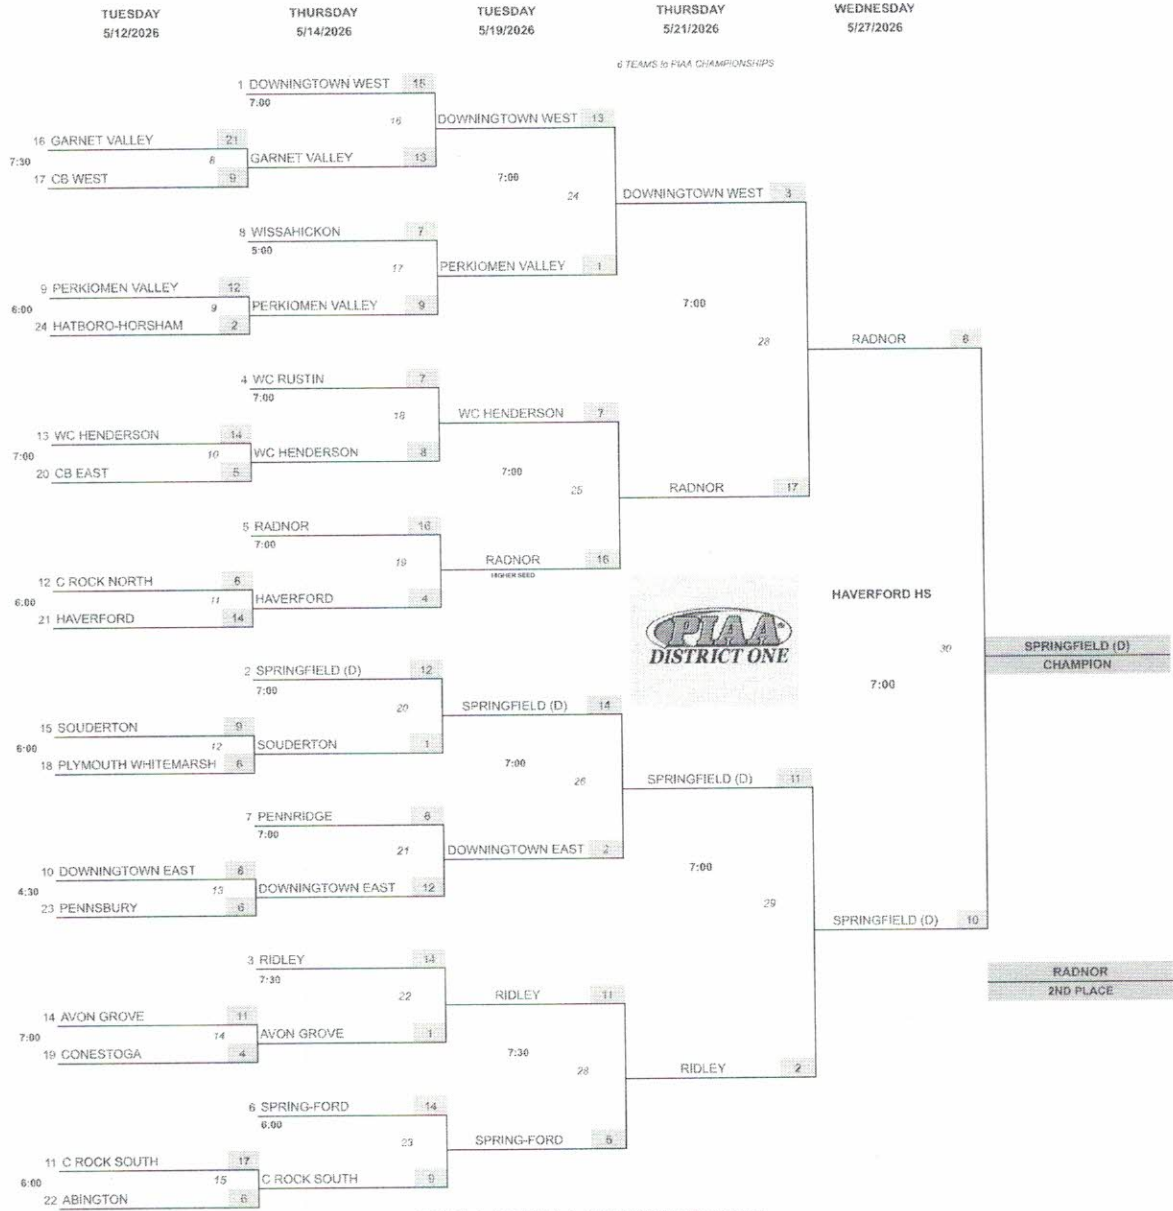 TUESDAY
5/12/2026
THURSDAY
5/14/2026
TUESDAY
5/19/2026
THURSDAY
5/21/2026
WEDNESDAY
5/27/2026
6 TEAMS to PIAA CHAMPIONSHIPS
1 DOWNINGTOWN WEST 15
7:00
16
DOWNINGTOWN WEST 13
16 GARNET VALLEY 21
7:30
8
GARNET VALLEY 13
17 CB WEST 9
7:00
24
DOWNINGTOWN WEST 3
8 WISSAHICKON 7
5:00
17
PERKIOMEN VALLEY 1
9 PERKIOMEN VALLEY 12
6:00
9
PERKIOMEN VALLEY 9
24 HATBORO-HORSHAM 2
7:00
28
RADNOR 6
4 WC RUSTIN 7
7:00
18
WC HENDERSON 7
13 WC HENDERSON 14
7:00
10
WC HENDERSON 8
20 CB EAST 5
7:00
25
RADNOR 17
5 RADNOR 16
7:00
19
RADNOR 16
HIGHER SEED
12 C ROCK NORTH 6
6:00
11
HAVERFORD 4
21 HAVERFORD 14
HAVERFORD HS
PIAA®
DISTRICT ONE
30
SPRINGFIELD (D)
CHAMPION
7:00
2 SPRINGFIELD (D) 12
7:00
20
SPRINGFIELD (D) 14
15 SOUDERTON 9
6:00
12
SOUDERTON 1
18 PLYMOUTH WHITEMARSH 6
7:00
26
SPRINGFIELD (D) 11
7 PENNRIDGE 6
7:00
21
DOWNINGTOWN EAST 2
10 DOWNINGTOWN EAST 8
4:30
13
DOWNINGTOWN EAST 12
23 PENNSBURY 6
7:00
29
SPRINGFIELD (D) 10
3 RIDLEY 14
7:30
22
RIDLEY 11
RADNOR
2ND PLACE
14 AVON GROVE 11
7:00
14
AVON GROVE 1
19 CONESTOGA 4
7:30
28
RIDLEY 2
6 SPRING-FORD 14
6:00
23
SPRING-FORD 5
11 C ROCK SOUTH 17
6:00
15
C ROCK SOUTH 9
22 ABINGTON 6